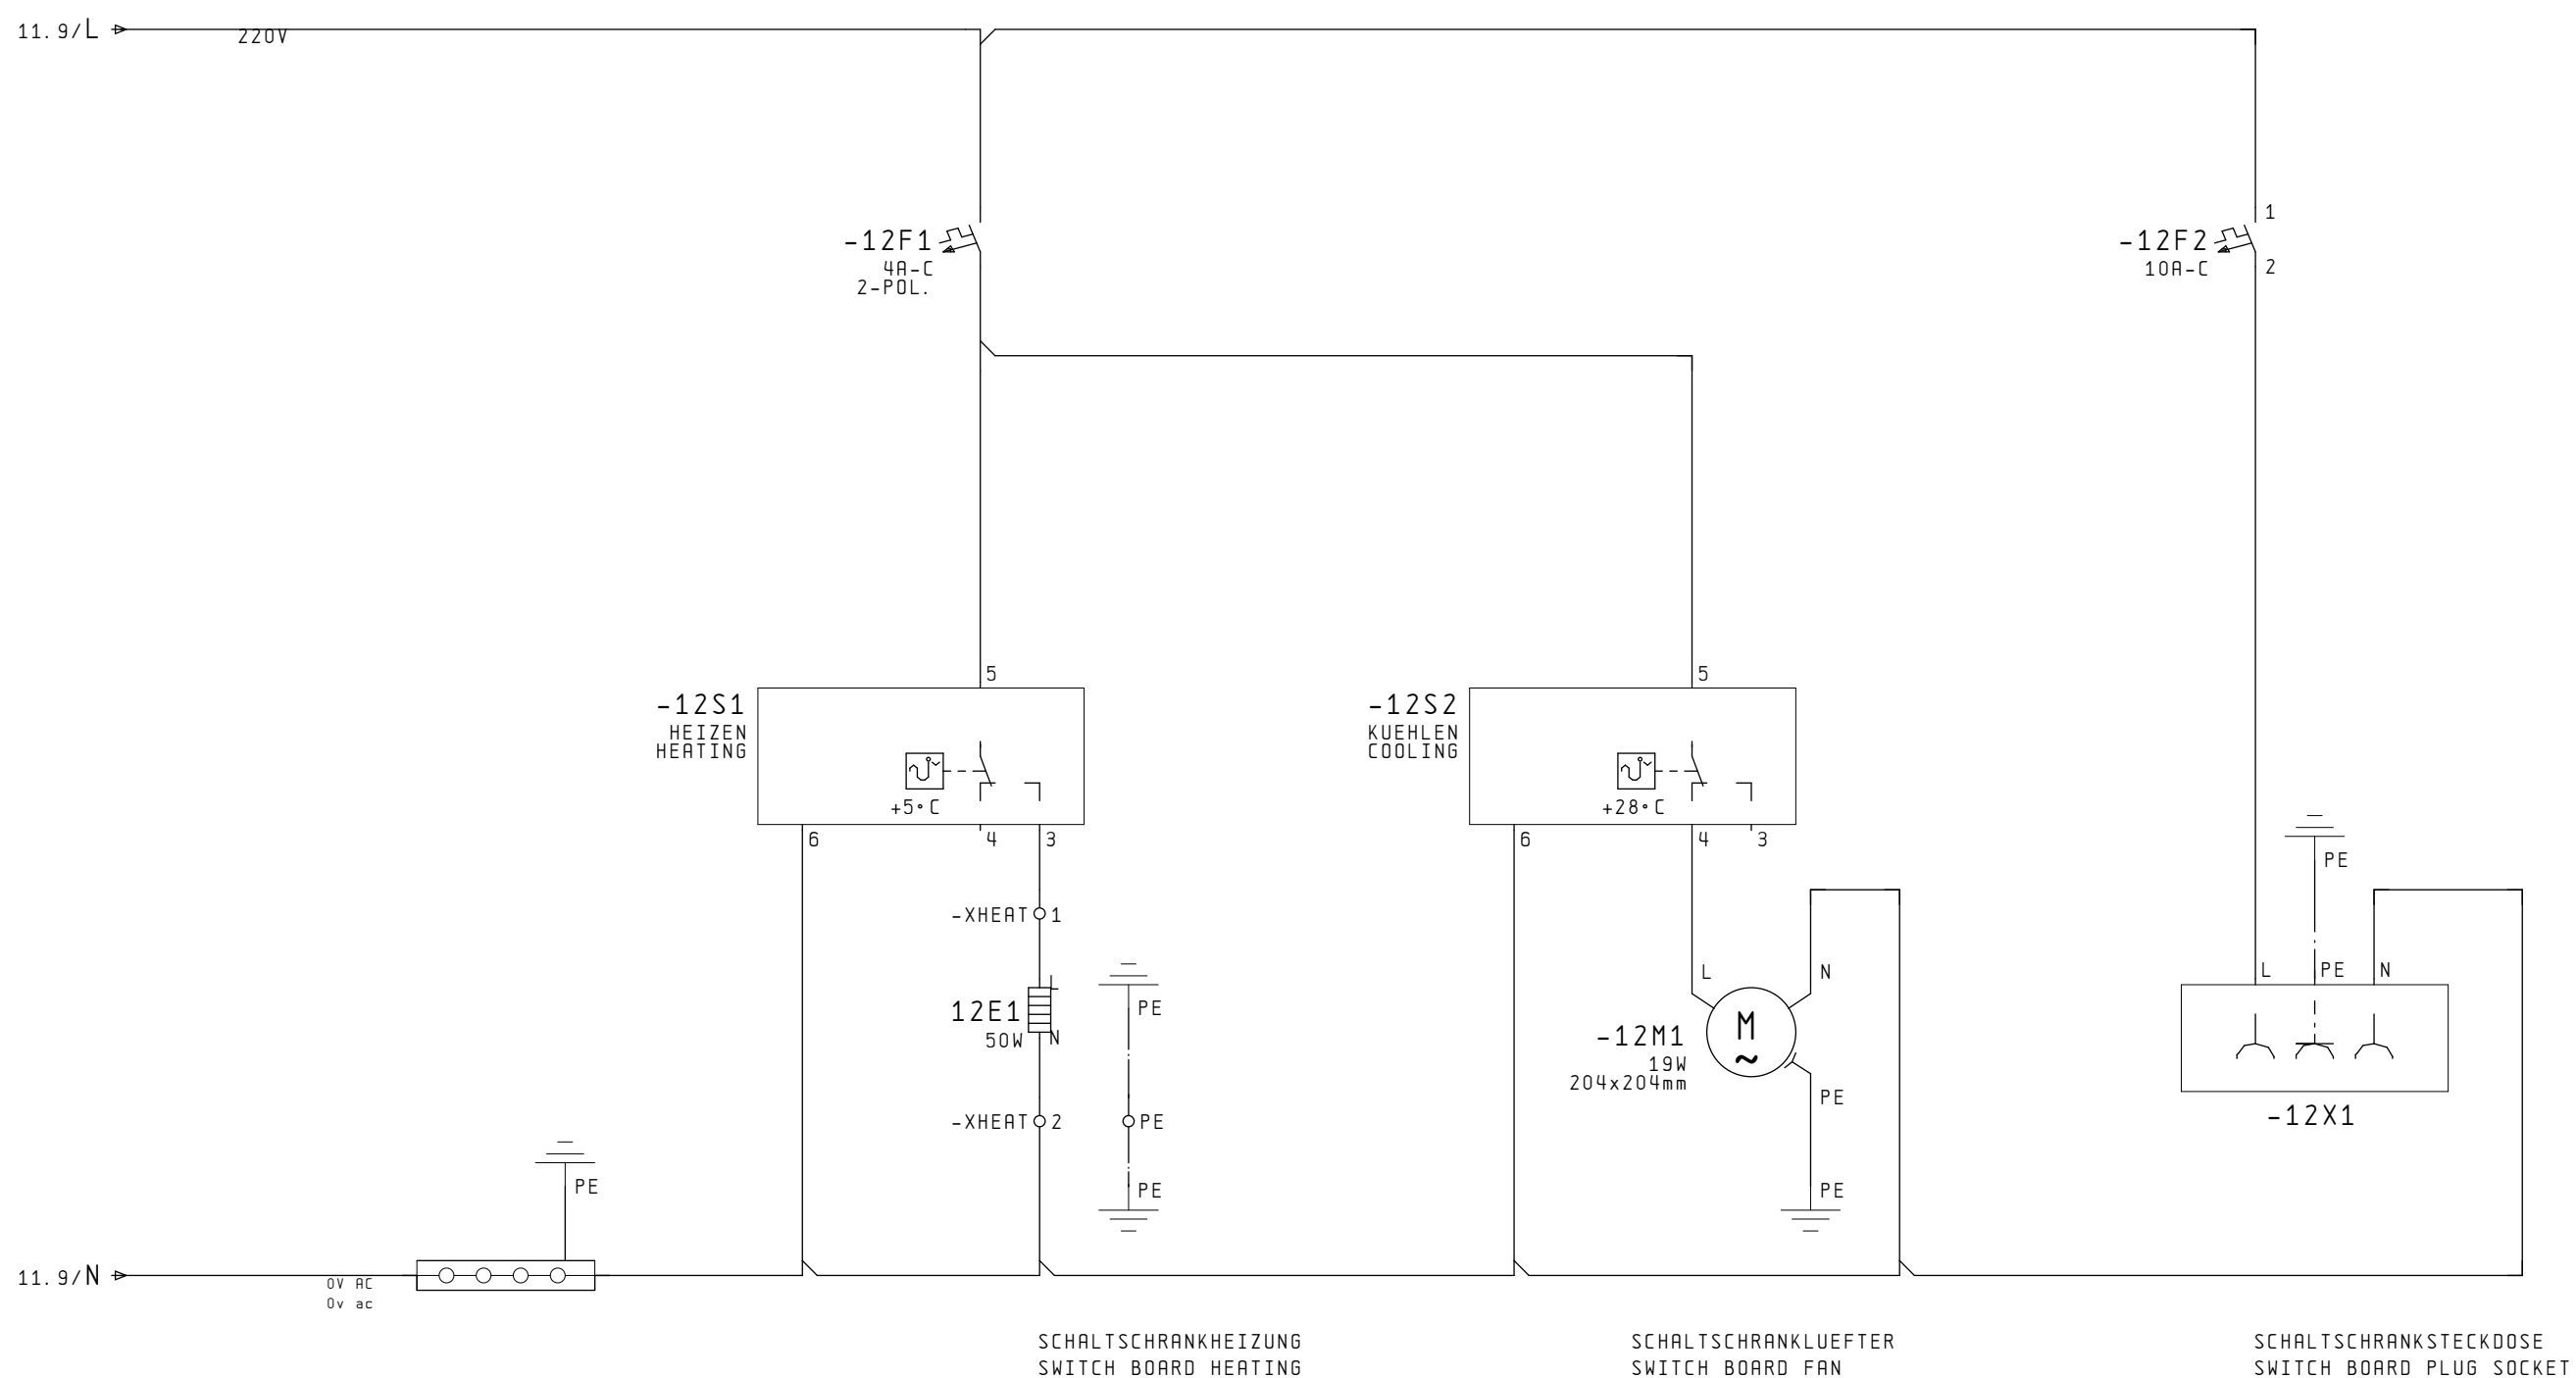 11.9/L
220V
-12F1
4A-C
2-POL.
1
-12F2
10A-C
2
5
-12S1
HEIZEN
HEATING
+5°C
6
4
3
5
-12S2
KUEHLEN
COOLING
+28°C
6
4
3
PE
-XHEAT
1
L
12E1
50W
N
PE
-XHEAT
2
PE
PE
L
N
M
~
-12M1
19W
204x204mm
PE
PE
L
PE
N
-12X1
PE
11.9/N
0V AC
0v ac
SCHALTSCHRANKHEIZUNG
SWITCH BOARD HEATING
SCHALTSCHRANKLUEFTER
SWITCH BOARD FAN
SCHALTSCHRANKSTECKDOSE
SWITCH BOARD PLUG SOCKET